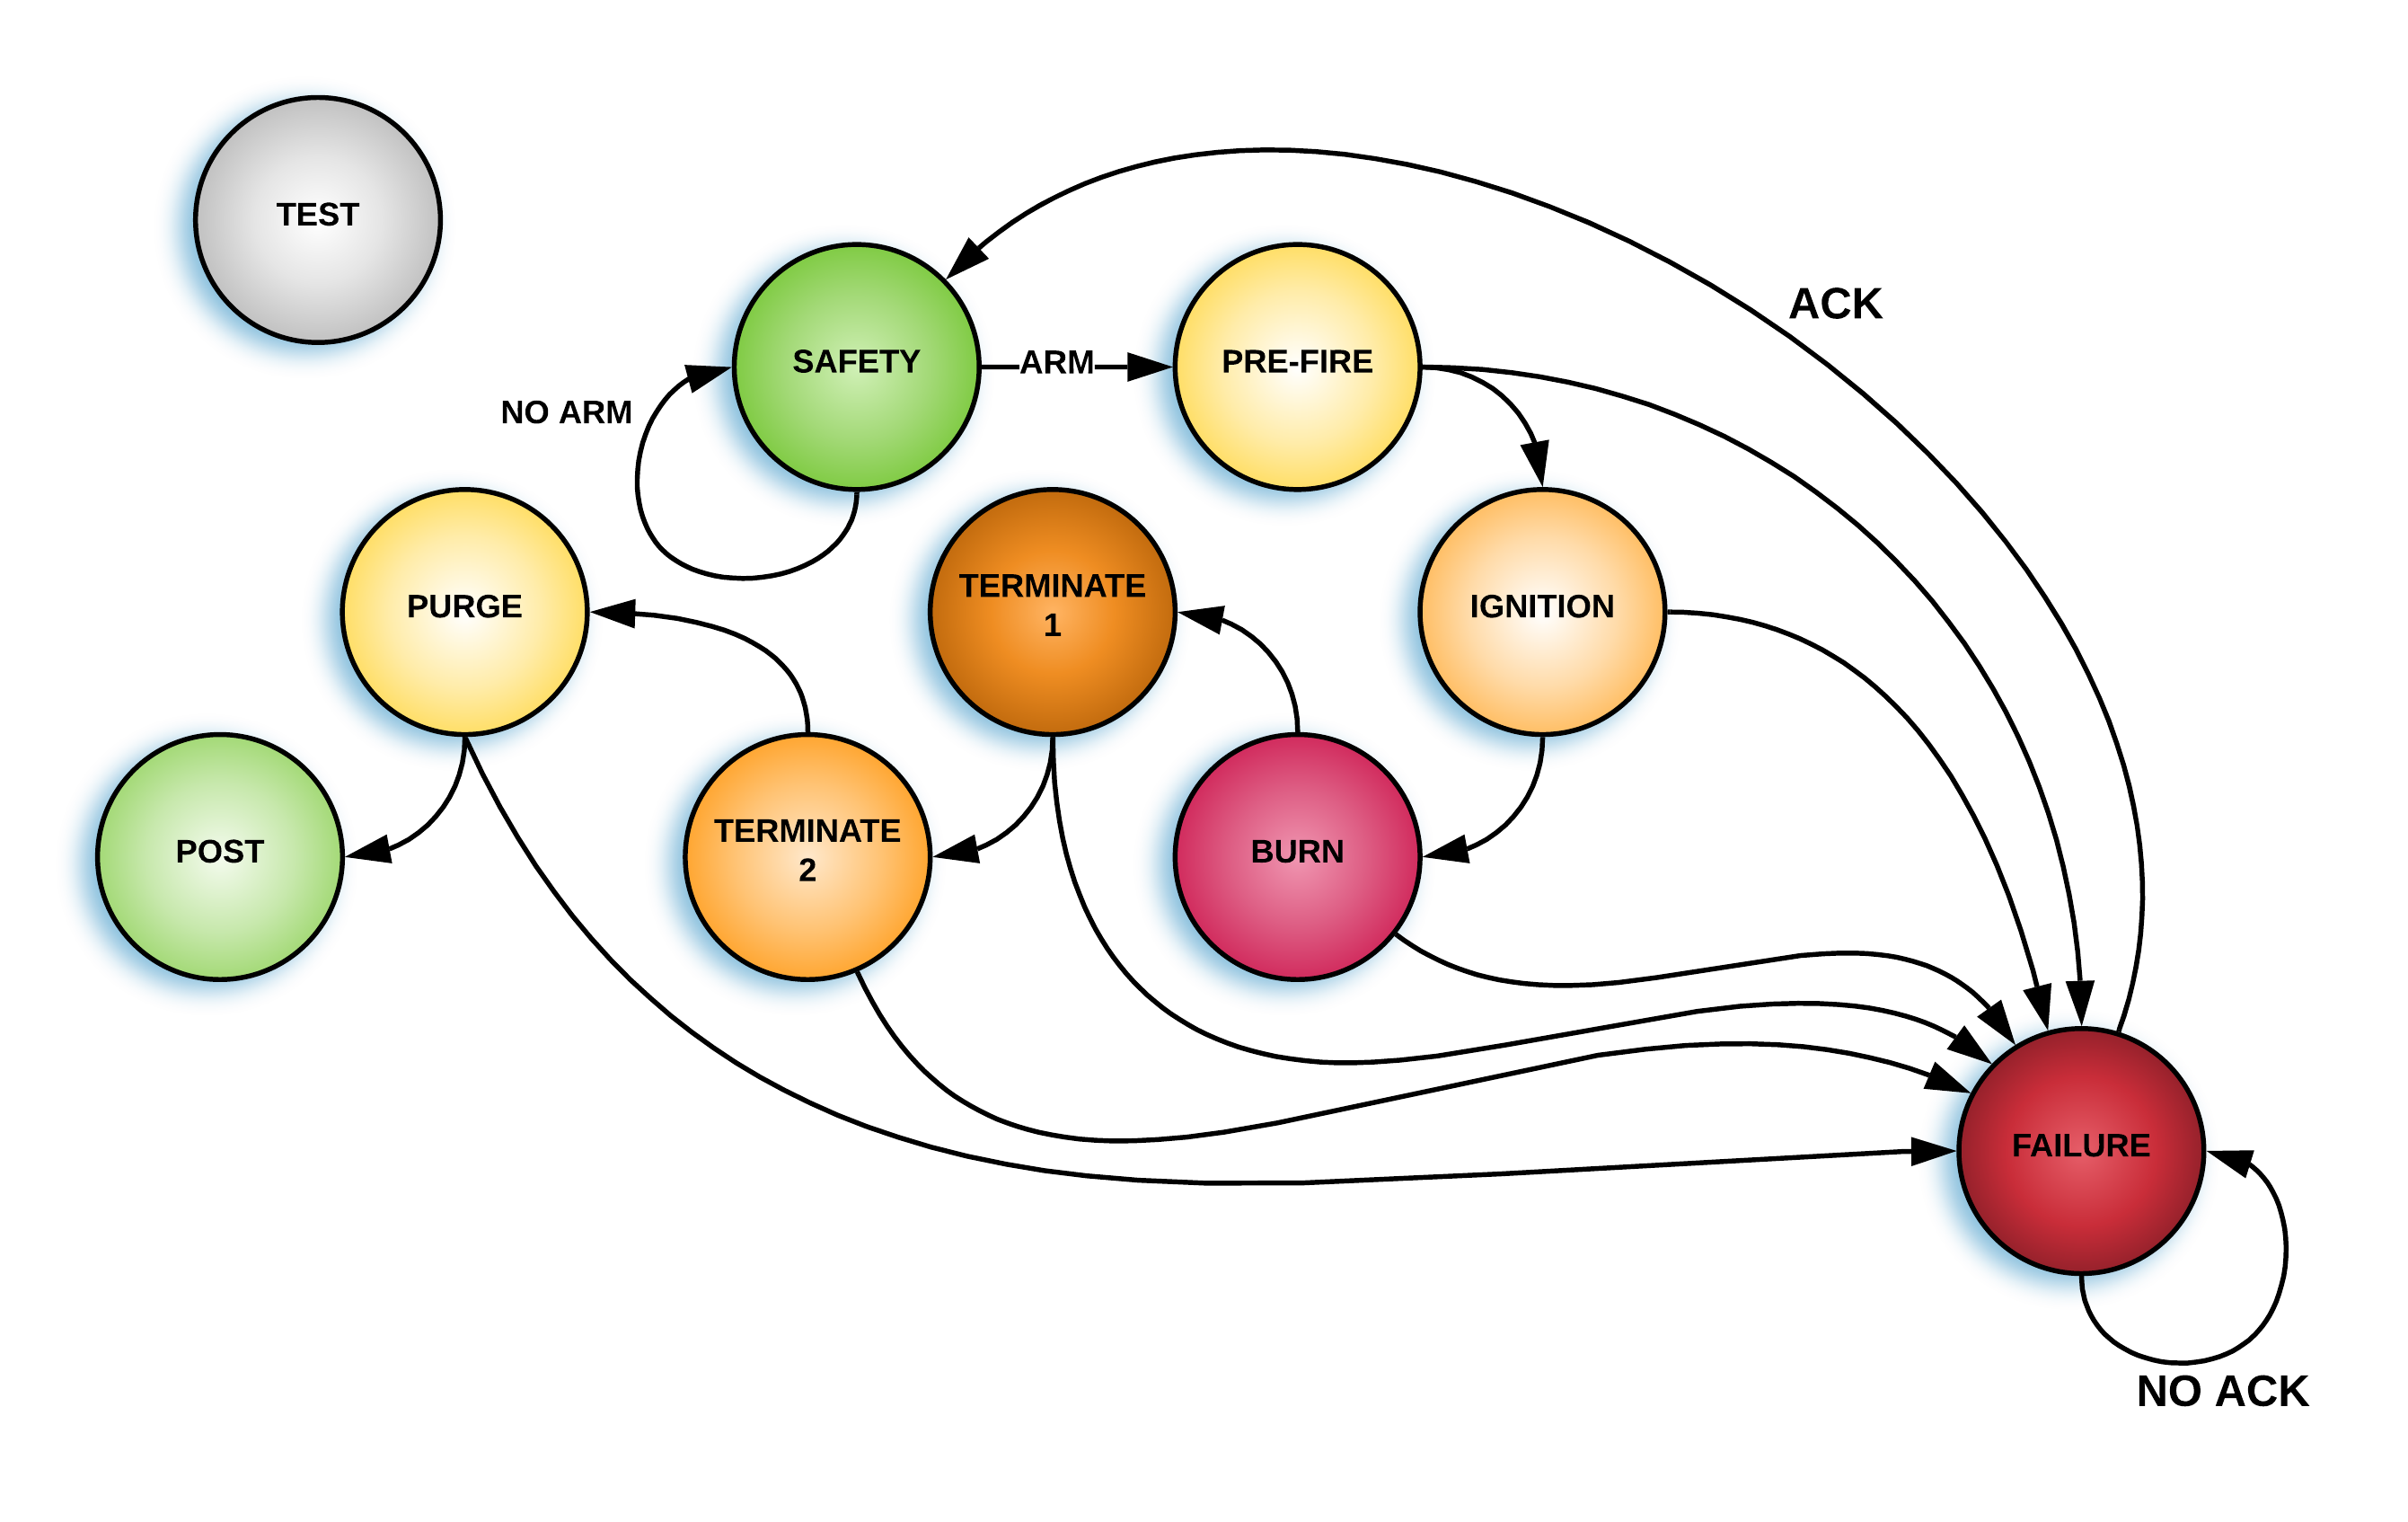 TEST
ACK
SAFETY
ARM
PRE-FIRE
NO ARM
PURGE
TERMINATE
1
IGNITION
POST
TERMINATE
2
BURN
FAILURE
NO ACK